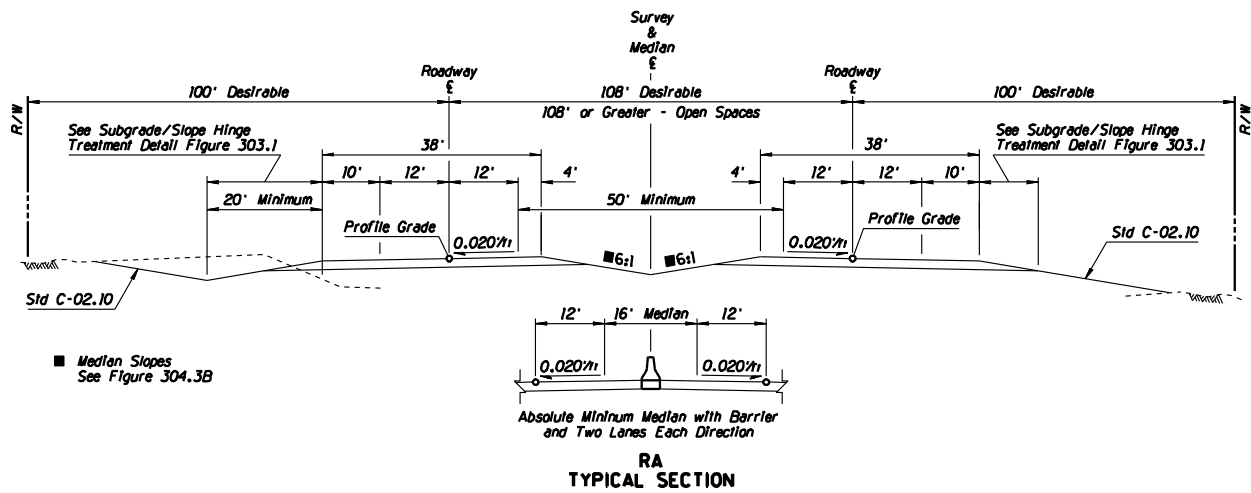 Survey
&
Median
℄
Roadway
℄
Roadway
℄
R/W
100' Desirable
108' Desirable
100' Desirable
R/W
108' or Greater - Open Spaces
See Subgrade/Slope Hinge
Treatment Detail Figure 303.1
See Subgrade/Slope Hinge
Treatment Detail Figure 303.1
38'
38'
10'
12'
12'
4'
4'
12'
12'
10'
20' Minimum
50' Minimum
Profile Grade
Profile Grade
0.020'/ft
0.020'/ft
■6:1
■6:1
Std C-02.10
Std C-02.10
12'
16' Median
12'
0.020'/ft
0.020'/ft
■ Median Slopes
See Figure 304.3B
Absolute Minimum Median with Barrier
and Two Lanes Each Direction
RA
TYPICAL SECTION